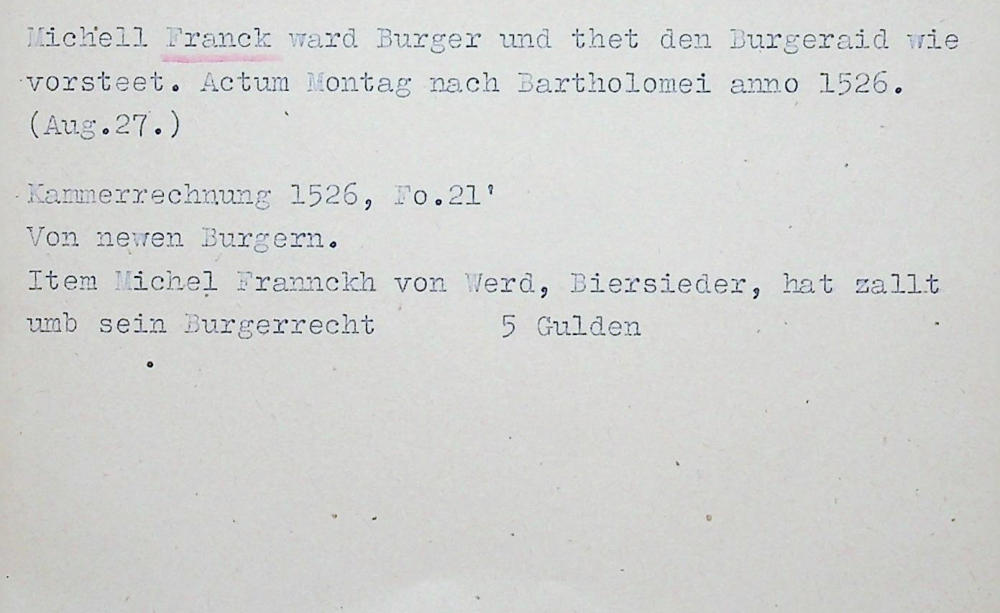 Michell Franck ward Burger und thet den Burgeraid wie
vorsteet. Actum Montag nach Bartholomei anno 1526.
(Aug.27.)
Kammerrechnung 1526, Fo.21'
Von newen Burgern.
Item Michel Frannckh von Werd, Biersieder, hat zallt
umb sein Burgerrecht 5 Gulden